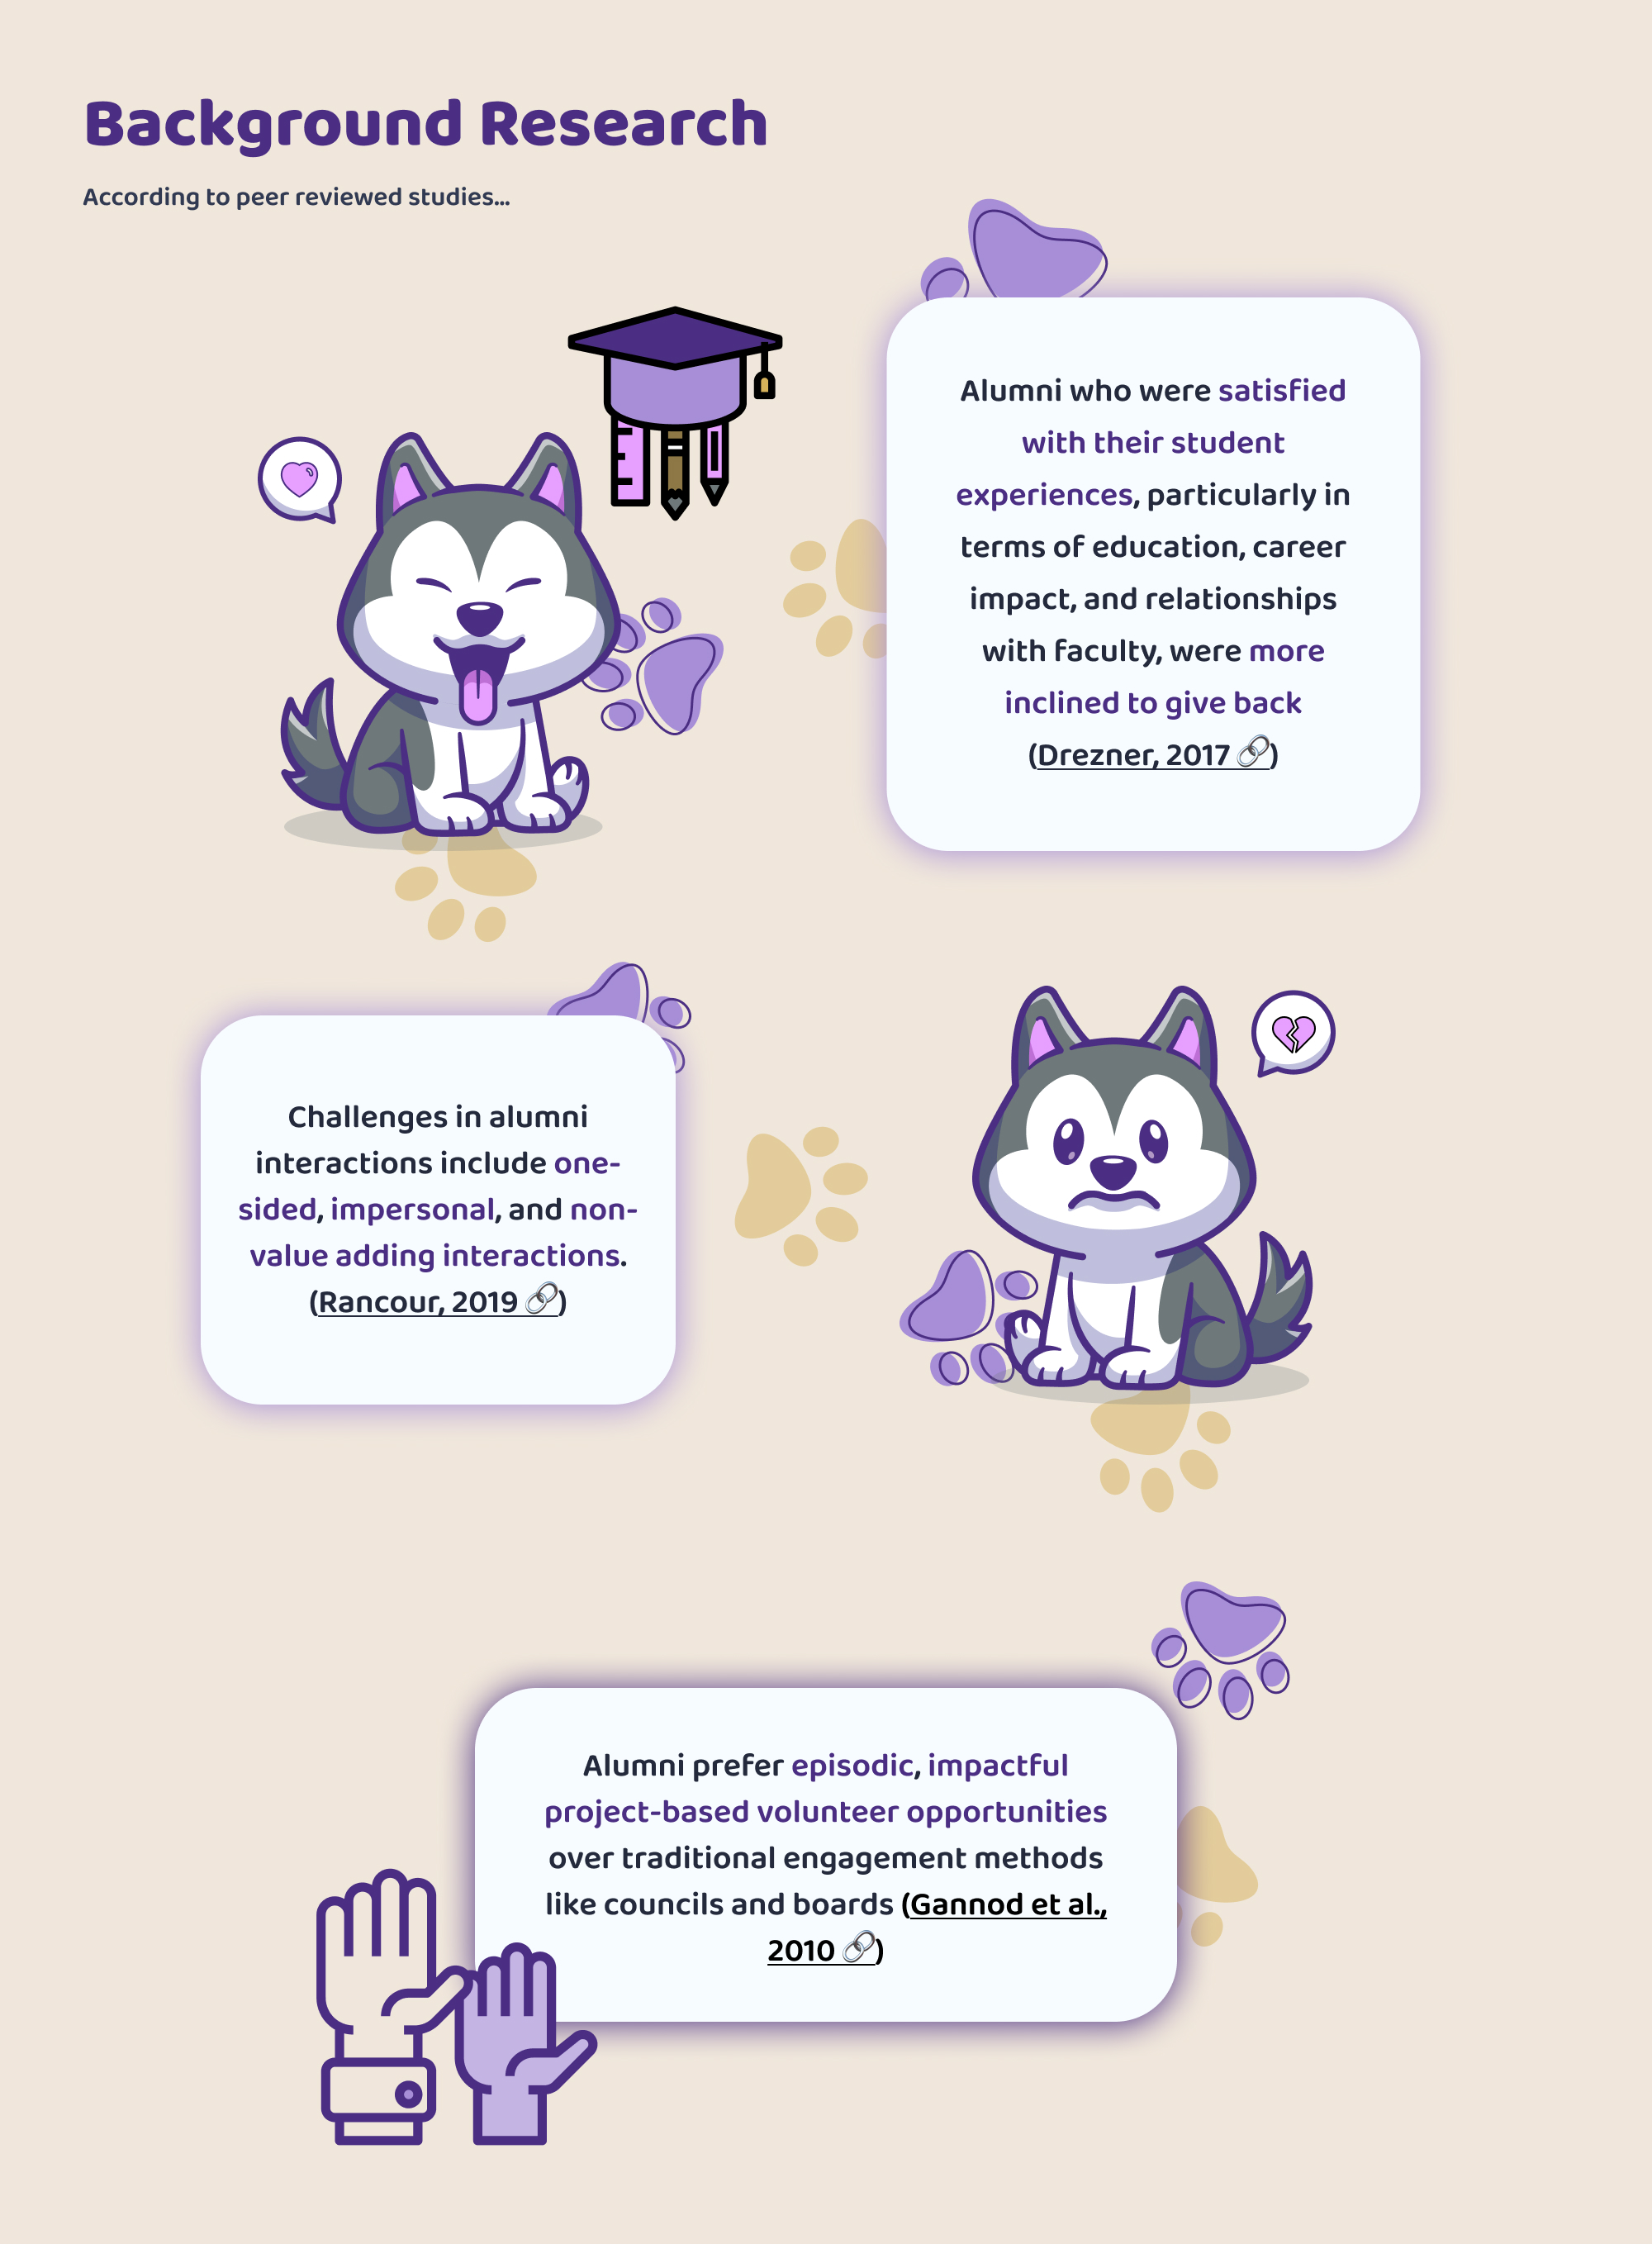 Background Research
According to peer reviewed studies...
Alumni who were satisfied
with their student
experiences, particularly in
terms of education, career
impact, and relationships
with faculty, were more
inclined to give back
(Drezner, 2017 🔗)
Challenges in alumni
interactions include one-
sided, impersonal, and non-
value adding interactions.
(Rancour, 2019 🔗)
Alumni prefer episodic, impactful
project-based volunteer opportunities
over traditional engagement methods
like councils and boards (Gannod et al.,
2010 🔗)